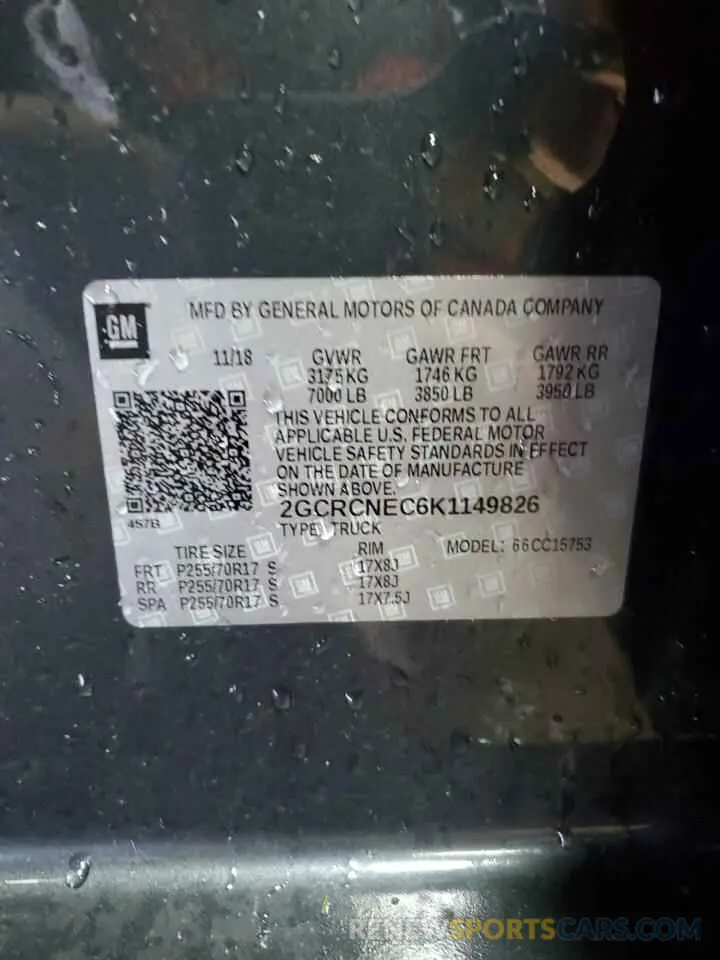 GM
MFD BY GENERAL MOTORS OF CANADA COMPANY
11/18 GVWR GAWR FRT GAWR RR
3175 KG 1746 KG 1792 KG
7000 LB 3850 LB 3950 LB
THIS VEHICLE CONFORMS TO ALL
APPLICABLE U.S. FEDERAL MOTOR
VEHICLE SAFETY STANDARDS IN EFFECT
ON THE DATE OF MANUFACTURE
SHOWN ABOVE.
2GCRCNEC6K1149826
457B
TYPE: TRUCK
TIRE SIZE RIM MODEL: 66CC15753
FRT P255/70R17 S 17X8J
RR P255/70R17 S 17X8J
SPA P255/70R17 S 17X7.5J
RENEWSPORTSCARS.COM